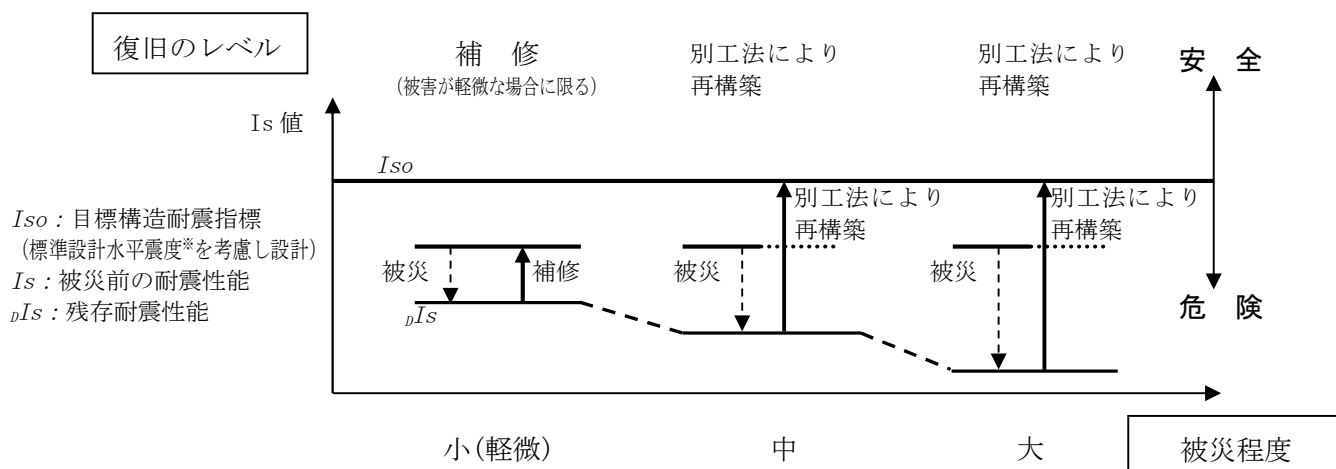 復旧のレベル
補　修
(被害が軽微な場合に限る)
別工法により
再構築
別工法により
再構築
安　全
Is 値
Iso
別工法により
再構築
別工法により
再構築
Iso：目標構造耐震指標
(標準設計水平震度※を考慮し設計)
Is：被災前の耐震性能
DIs：残存耐震性能
被災
補修
被災
被災
DIs
危　険
小(軽微)
中
大
被災程度